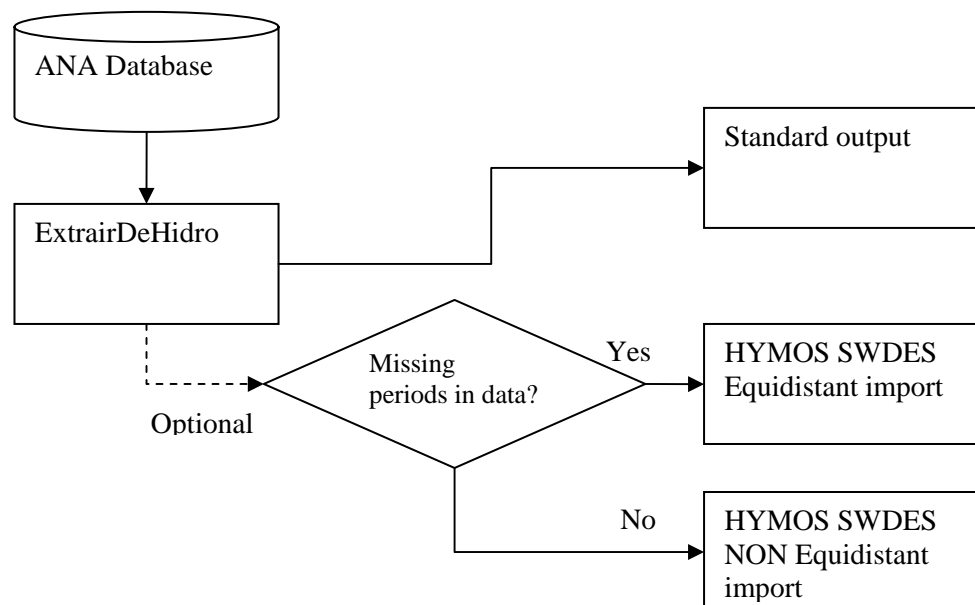 ANA Database
Standard output
ExtrairDeHidro
Missing
periods in data?
Yes
HYMOS SWDES
Equidistant import
Optional
No
HYMOS SWDES
NON Equidistant
import